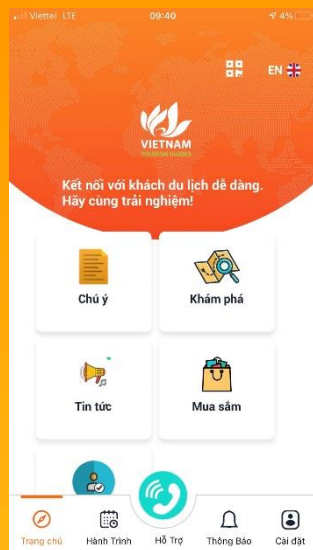 Viettel LTE 09:40 4%
EN
VIETNAM
TOURISM GUIDES
Kết nối với khách du lịch dễ dàng.
Hãy cùng trải nghiệm!
Chú ý Khám phá
Tin tức Mua sắm
Trang chủ Hành Trình Hỗ Trợ Thông Báo Cài đặt